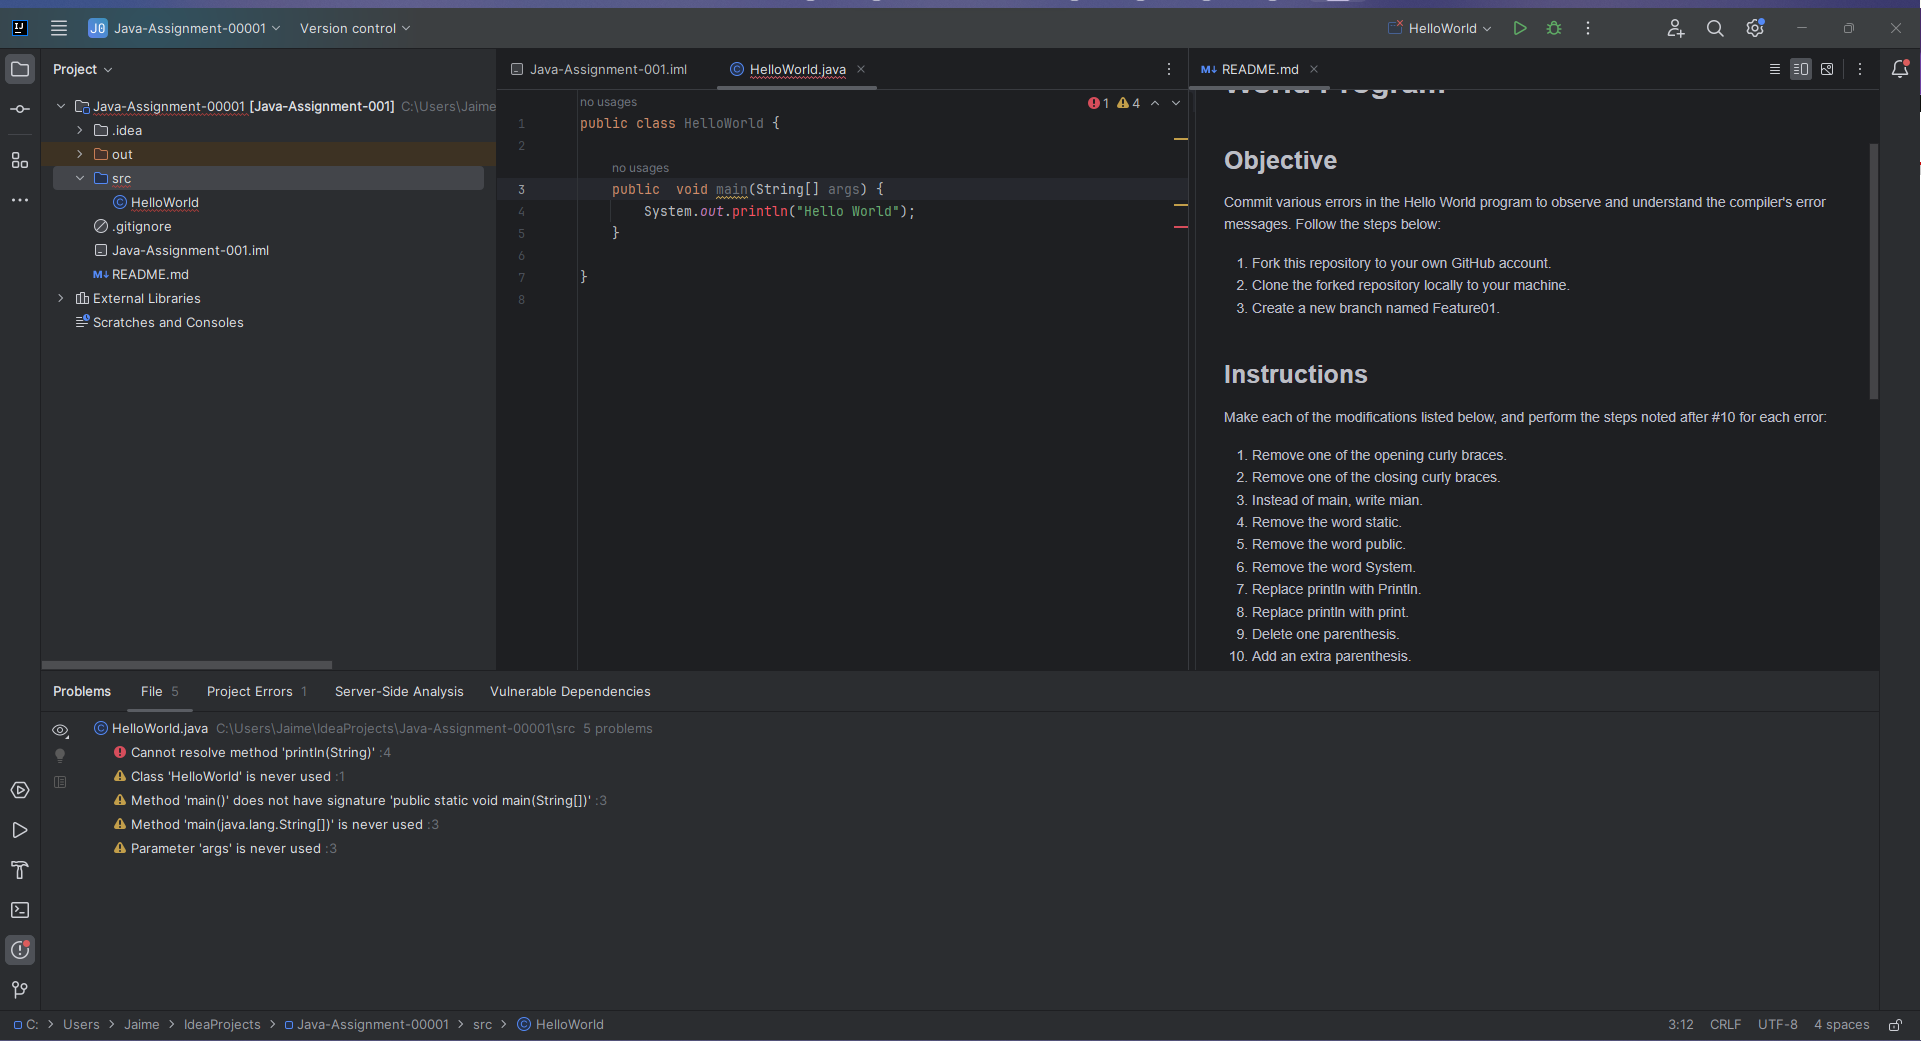 J0 Java-Assignment-00001 Version control HelloWorld
Project
Java-Assignment-00001 [Java-Assignment-001] C:\Users\Jaime
.idea
out
src
HelloWorld
.gitignore
Java-Assignment-001.iml
M↓ README.md
External Libraries
Scratches and Consoles
Java-Assignment-001.iml HelloWorld.java
1 4
no usages
1 public class HelloWorld {
2
no usages
3 public  void main(String[] args) {
4 System.out.println("Hello World");
5 }
6
7 }
8
M↓ README.md
World Program
Objective
Commit various errors in the Hello World program to observe and understand the compiler's error
messages. Follow the steps below:
1. Fork this repository to your own GitHub account.
2. Clone the forked repository locally to your machine.
3. Create a new branch named Feature01.
Instructions
Make each of the modifications listed below, and perform the steps noted after #10 for each error:
1. Remove one of the opening curly braces.
2. Remove one of the closing curly braces.
3. Instead of main, write mian.
4. Remove the word static.
5. Remove the word public.
6. Remove the word System.
7. Replace println with Println.
8. Replace println with print.
9. Delete one parenthesis.
10. Add an extra parenthesis.
Problems File 5 Project Errors 1 Server-Side Analysis Vulnerable Dependencies
HelloWorld.java C:\Users\Jaime\IdeaProjects\Java-Assignment-00001\src 5 problems
Cannot resolve method 'println(String)' :4
Class 'HelloWorld' is never used :1
Method 'main()' does not have signature 'public static void main(String[])' :3
Method 'main(java.lang.String[])' is never used :3
Parameter 'args' is never used :3
C: > Users > Jaime > IdeaProjects > Java-Assignment-00001 > src > HelloWorld
3:12 CRLF UTF-8 4 spaces